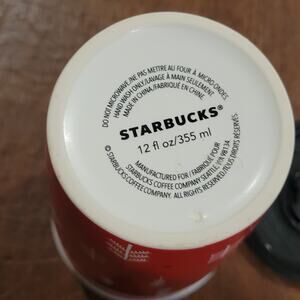 DO NOT MICROWAVE/NE PAS METTRE AU FOUR À MICRO-ONDES
HAND WASH ONLY/LAVAGE À MAIN SEULEMENT
MADE IN CHINA/FABRIQUÉ EN CHINE.
STARBUCKS®
12 fl oz/355 ml
MANUFACTURED FOR / FABRIQUÉ POUR
STARBUCKS COFFEE COMPANY SEATTLE, WA 98134
© STARBUCKS COFFEE COMPANY. ALL RIGHTS RESERVED./TOUS DROITS RÉSERVÉS.